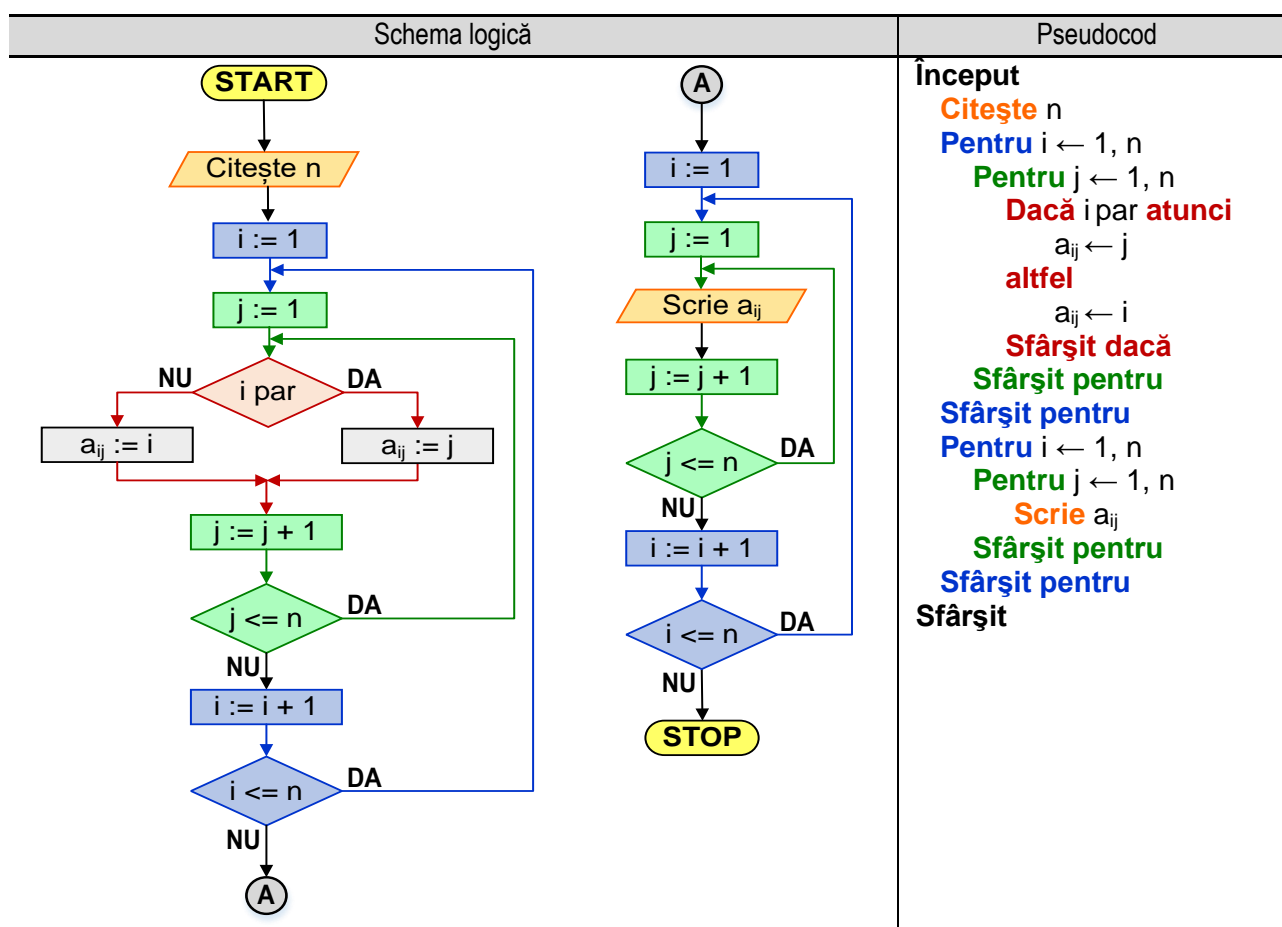 Schema logică
Pseudocod
START
Citește n
i := 1
j := 1
NU
i par
DA
aij := i
aij := j
j := j + 1
j <= n
DA
NU
i := i + 1
i <= n
DA
NU
A
A
i := 1
j := 1
Scrie aij
j := j + 1
j <= n
DA
NU
i := i + 1
i <= n
DA
NU
STOP
Început
Citeşte n
Pentru i ← 1, n
Pentru j ← 1, n
Dacă i par atunci
aij ← j
altfel
aij ← i
Sfârşit dacă
Sfârşit pentru
Sfârşit pentru
Pentru i ← 1, n
Pentru j ← 1, n
Scrie aij
Sfârşit pentru
Sfârşit pentru
Sfârşit